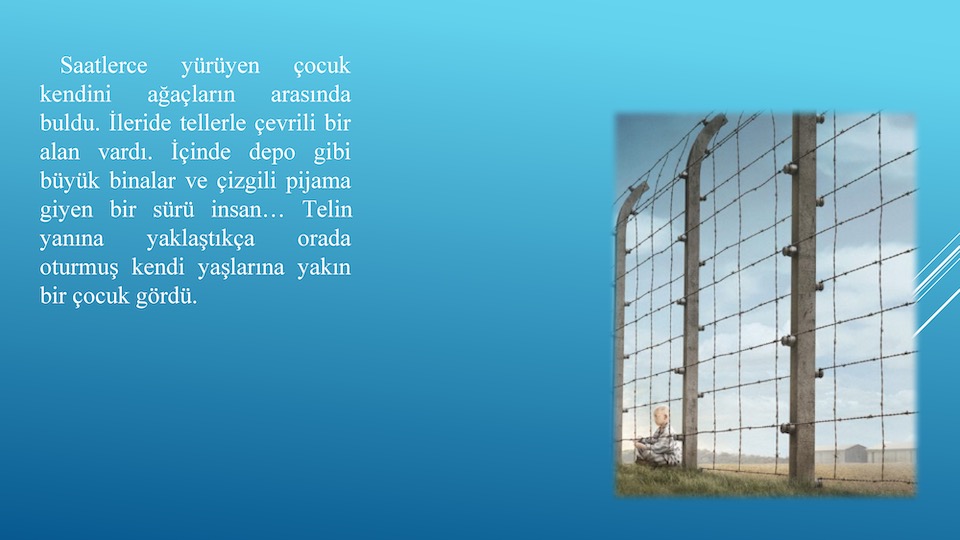 Saatlerce yürüyen çocuk
kendini ağaçların arasında
buldu. İleride tellerle çevrili bir
alan vardı. İçinde depo gibi
büyük binalar ve çizgili pijama
giyen bir sürü insan… Telin
yanına yaklaştıkça orada
oturmuş kendi yaşlarına yakın
bir çocuk gördü.